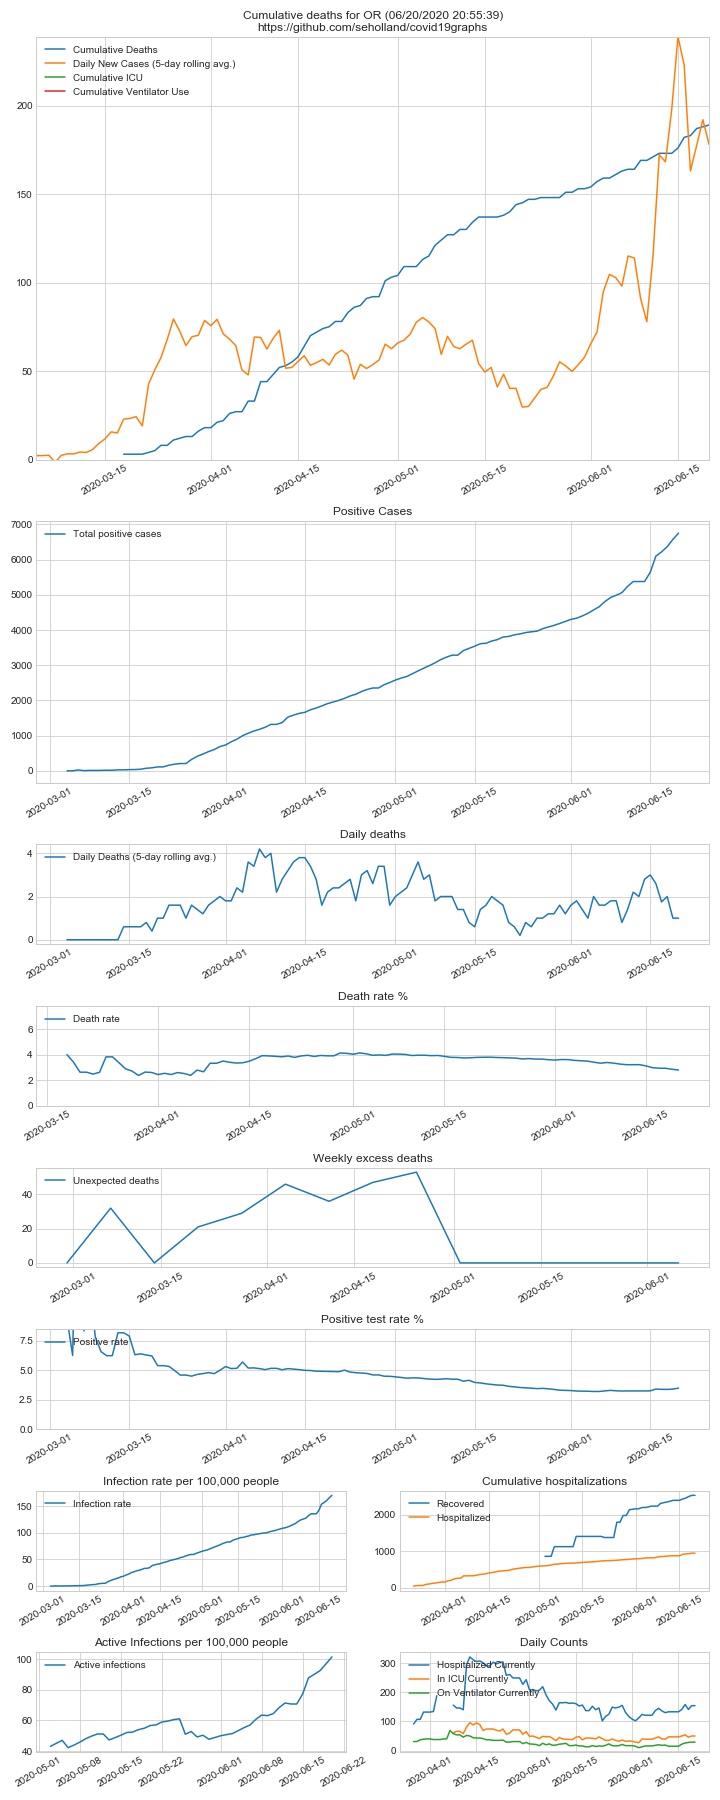 Cumulative deaths for OR (06/20/2020 20:55:39)
https://github.com/seholland/covid19graphs
Cumulative Deaths
Daily New Cases (5-day rolling avg.)
Cumulative ICU
Cumulative Ventilator Use
200
150
100
50
0
2020-03-15 2020-04-01 2020-04-15 2020-05-01 2020-05-15 2020-06-01 2020-06-15
Positive Cases
Total positive cases
7000
6000
5000
4000
3000
2000
1000
0
2020-03-01 2020-03-15 2020-04-01 2020-04-15 2020-05-01 2020-05-15 2020-06-01 2020-06-15
Daily deaths
Daily Deaths (5-day rolling avg.)
4
2
0
2020-03-01 2020-03-15 2020-04-01 2020-04-15 2020-05-01 2020-05-15 2020-06-01 2020-06-15
Death rate %
Death rate
6
4
2
0
2020-03-15 2020-04-01 2020-04-15 2020-05-01 2020-05-15 2020-06-01 2020-06-15
Weekly excess deaths
Unexpected deaths
40
20
0
2020-03-01 2020-03-15 2020-04-01 2020-04-15 2020-05-01 2020-05-15 2020-06-01
Positive test rate %
Positive rate
7.5
5.0
2.5
0.0
2020-03-01 2020-03-15 2020-04-01 2020-04-15 2020-05-01 2020-05-15 2020-06-01 2020-06-15
Infection rate per 100,000 people
Infection rate
150
100
50
0
2020-03-01 2020-03-15 2020-04-01 2020-04-15 2020-05-01 2020-05-15 2020-06-01 2020-06-15
Cumulative hospitalizations
Recovered
Hospitalized
2000
1000
0
2020-04-01 2020-04-15 2020-05-01 2020-05-15 2020-06-01 2020-06-15
Active Infections per 100,000 people
Active infections
100
80
60
40
2020-05-01 2020-05-08 2020-05-15 2020-05-22 2020-06-01 2020-06-08 2020-06-15 2020-06-22
Daily Counts
Hospitalized Currently
In ICU Currently
On Ventilator Currently
300
200
100
0
2020-04-01 2020-04-15 2020-05-01 2020-05-15 2020-06-01 2020-06-15